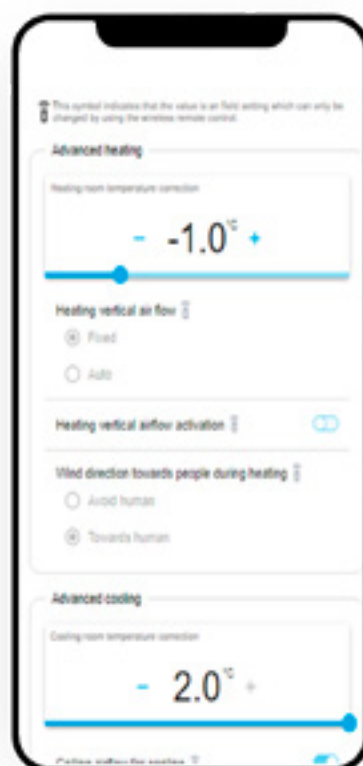 This symbol indicates that the value is an field setting which can only be
changed by using the wireless remote control.
Advanced heating
Heating room temperature correction
- -1.0°C +
Heating vertical air flow
Fixed
Auto
Heating vertical airflow activation
Wind direction towards people during heating
Avoid human
Towards human
Advanced cooling
Cooling room temperature correction
- 2.0°C +